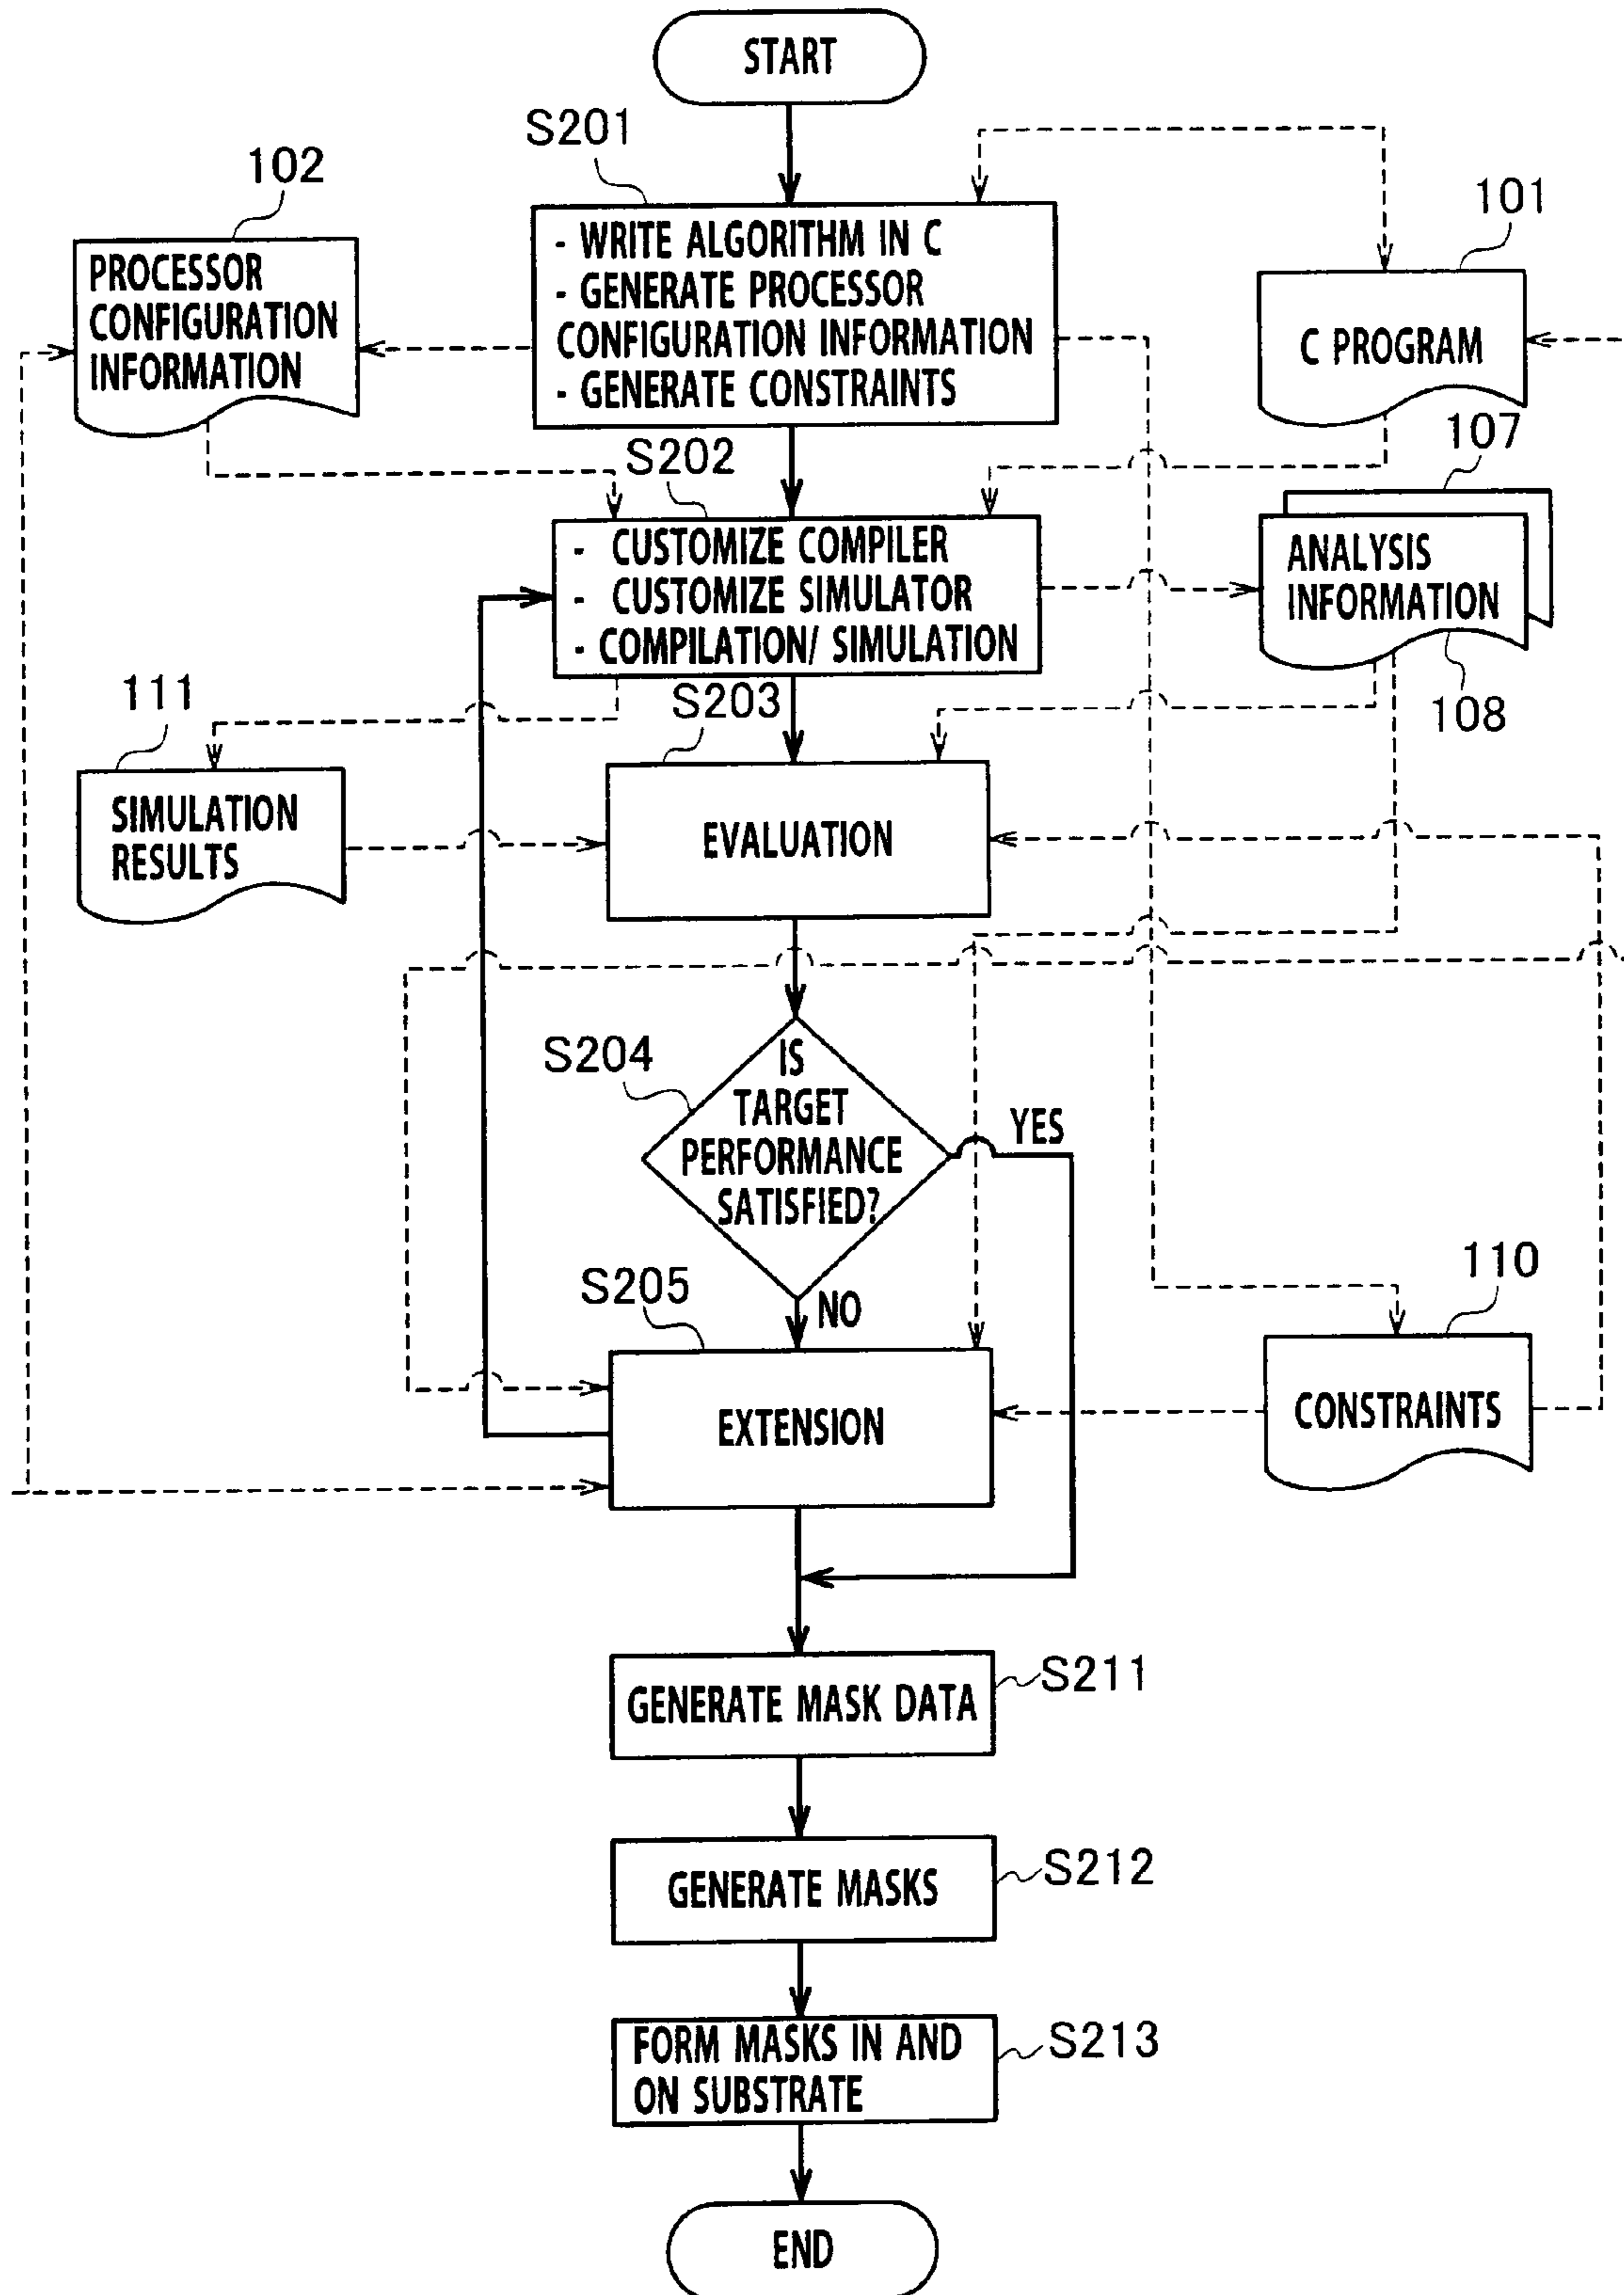 START
S201
102
101
- WRITE ALGORITHM IN C
- GENERATE PROCESSOR
CONFIGURATION INFORMATION
- GENERATE CONSTRAINTS
PROCESSOR
CONFIGURATION
INFORMATION
C PROGRAM
S202
107
- CUSTOMIZE COMPILER
- CUSTOMIZE SIMULATOR
- COMPILATION/ SIMULATION
ANALYSIS
INFORMATION
108
111
S203
SIMULATION
RESULTS
EVALUATION
S204
IS
TARGET
PERFORMANCE
SATISFIED?
YES
NO
S205
110
EXTENSION
CONSTRAINTS
GENERATE MASK DATA
S211
GENERATE MASKS
S212
FORM MASKS IN AND
ON SUBSTRATE
S213
END